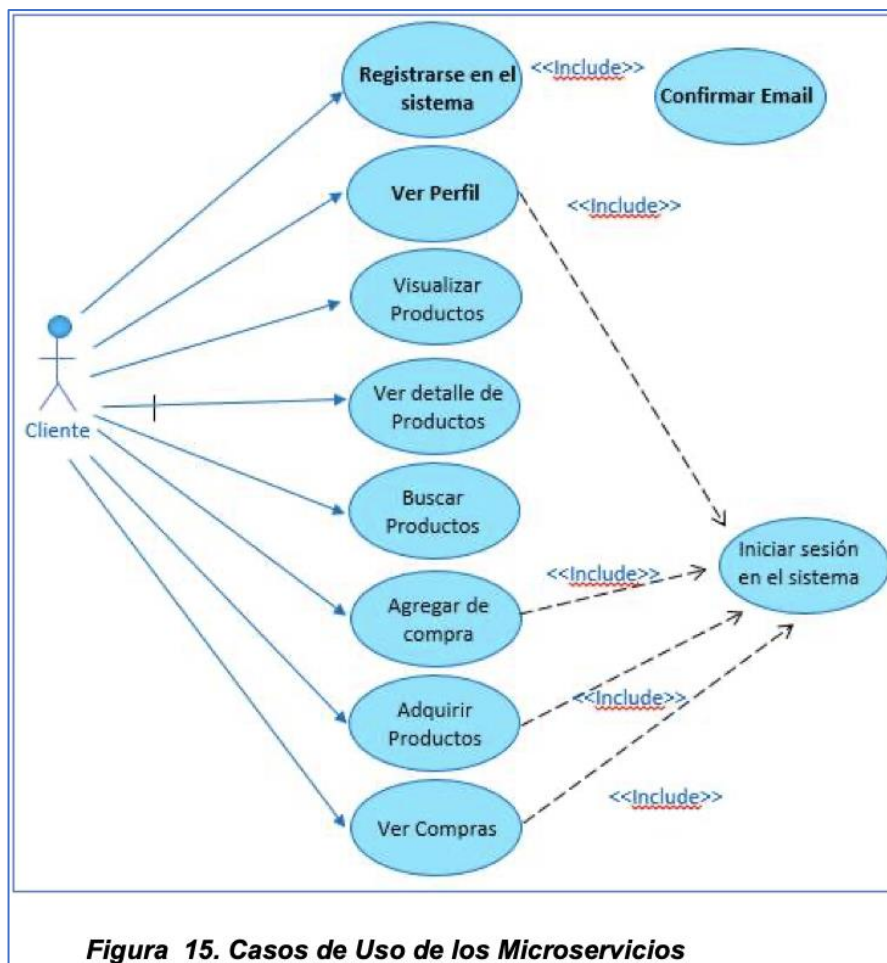 Registrarse en el
sistema
<<Include>>
Confirmar Email
Ver Perfil
<<Include>>
Visualizar
Productos
Ver detalle de
Productos
Cliente
Buscar
Productos
Iniciar sesión
en el sistema
<<Include>>
Agregar de
compra
Adquirir
Productos
<<Include>>
Ver Compras
<<Include>>
Figura 15. Casos de Uso de los Microservicios